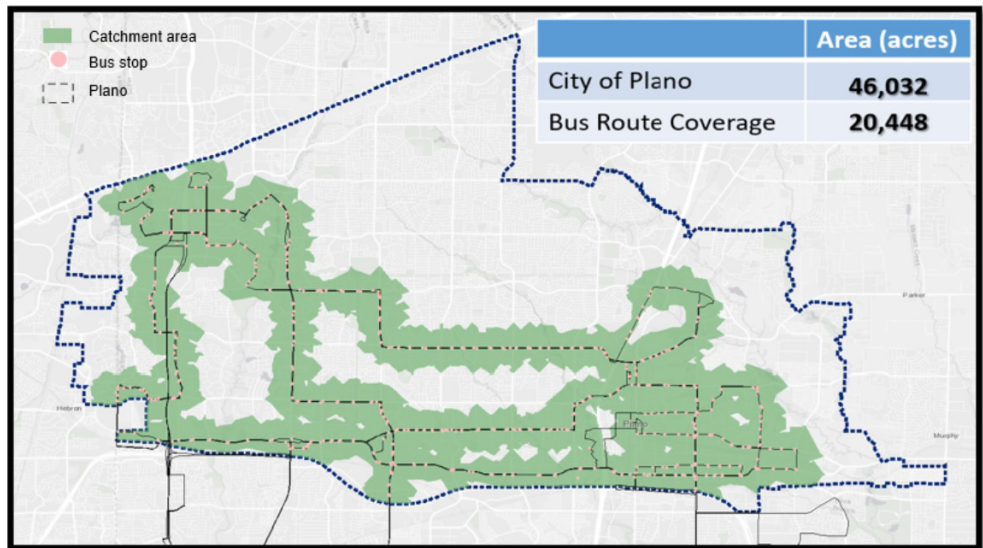 Catchment area
Bus stop
Plano
Area (acres)
City of Plano 46,032
Bus Route Coverage 20,448
Parker
Hebron
Plano
Murphy